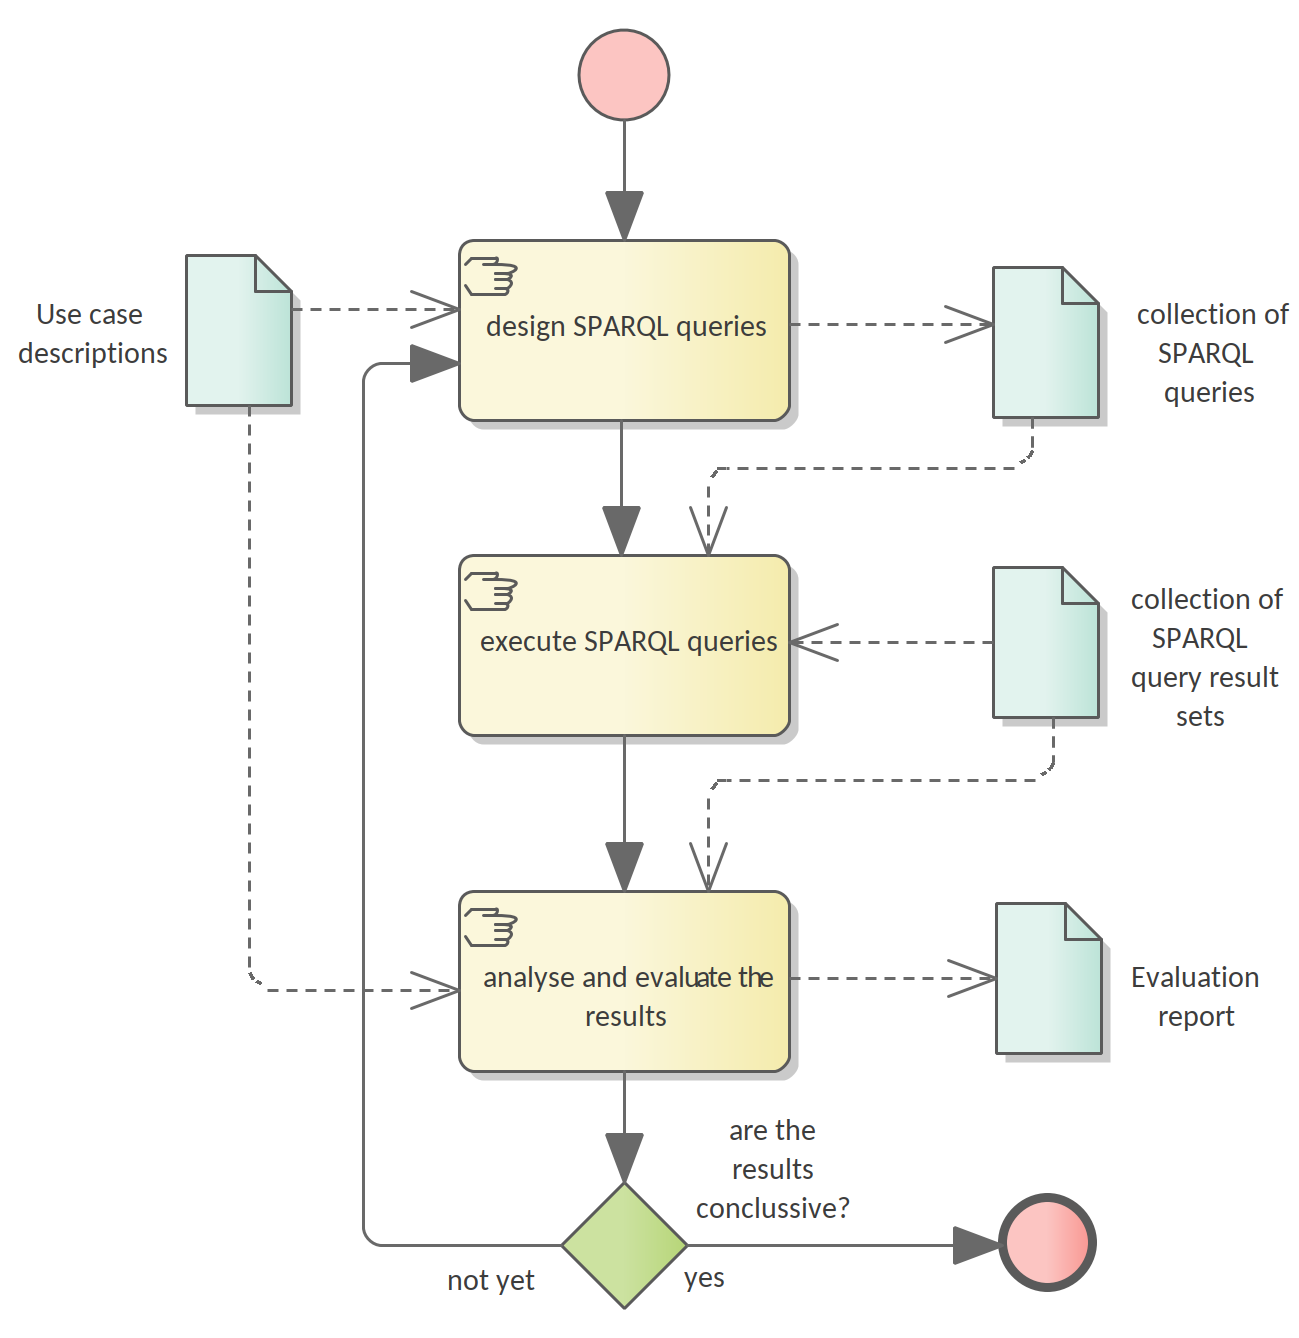 Use case
descriptions
design SPARQL queries
collection of
SPARQL
queries
execute SPARQL queries
collection of
SPARQL
query result
sets
analyse and evaluate the
results
Evaluation
report
are the
results
conclussive?
not yet
yes